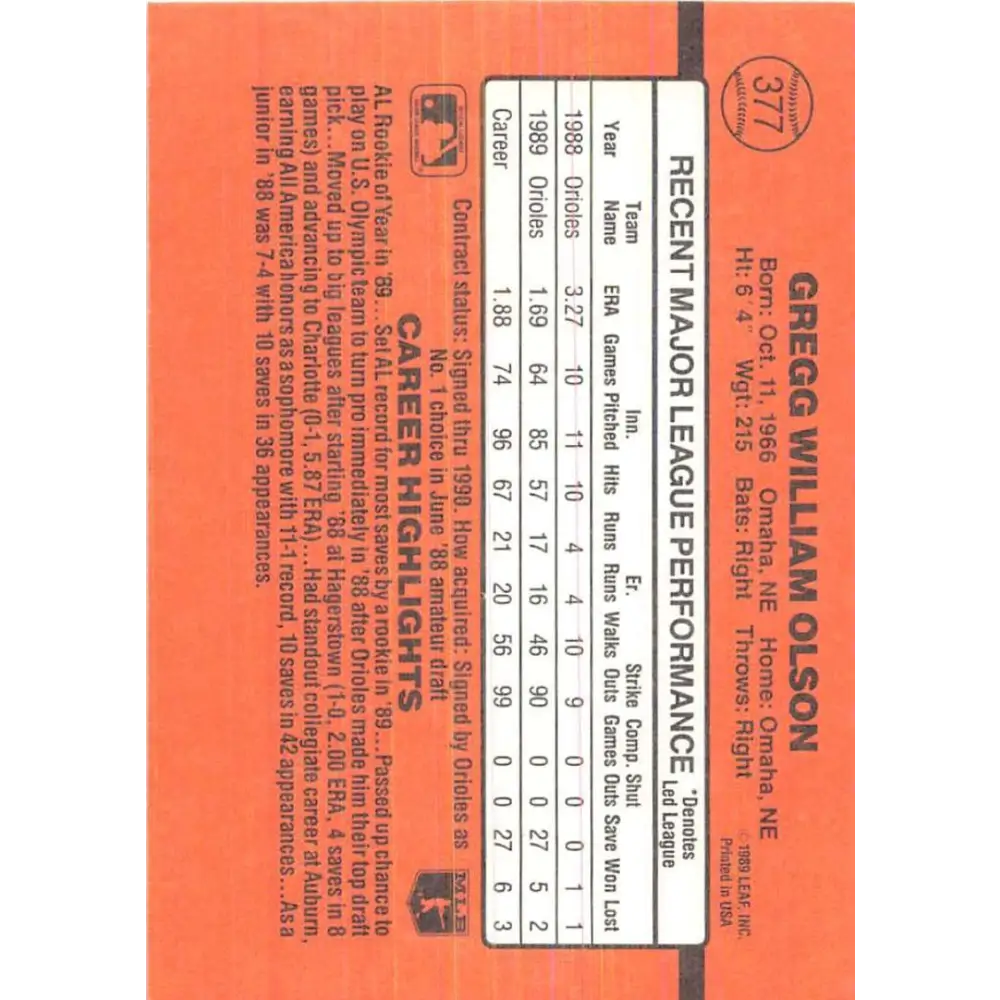 377
GREGG WILLIAM OLSON
Born: Oct. 11, 1966 Omaha, NE Home: Omaha, NE
Ht: 6'4" Wgt: 215 Bats: Right Throws: Right
© 1989 LEAF, INC.
Printed in USA
RECENT MAJOR LEAGUE PERFORMANCE *Denotes Led League
Team Inn. Er. Strike Comp. Shut
Year Name ERA Games Pitched Hits Runs Runs Walks Outs Games Outs Save Won Lost
1988 Orioles 3.27 10 11 10 4 4 10 9 0 0 0 1 1
1989 Orioles 1.69 64 85 57 17 16 46 90 0 0 27 5 2
Career 1.88 74 96 67 21 20 56 99 0 0 27 6 3
Contract status: Signed thru 1990. How acquired: Signed by Orioles as
No. 1 choice in June '88 amateur draft
MLB
CAREER HIGHLIGHTS
AL Rookie of Year in '89...Set AL record for most saves by a rookie in '89...Passed up chance to
play on U.S. Olympic team to turn pro immediately in '88 after Orioles made him their top draft
pick...Moved up to big leagues after starting '88 at Hagerstown (1-0, 2.00 ERA, 4 saves in 8
games) and advancing to Charlotte (0-1, 5.87 ERA)...Had standout collegiate career at Auburn,
earning All America honors as a sophomore with 11-1 record, 10 saves in 42 appearances...As a
junior in '88 was 7-4 with 10 saves in 36 appearances.